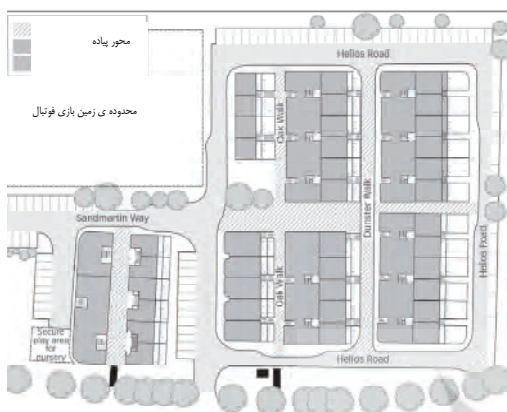 محور پیاده
محدوده ی زمین بازی فوتبال
Helios Road
Oak Walk
Dunster Walk
Sandmartin Way
Helios Road
Oak Walk
Secure
play area
for
nursery
Helios Road